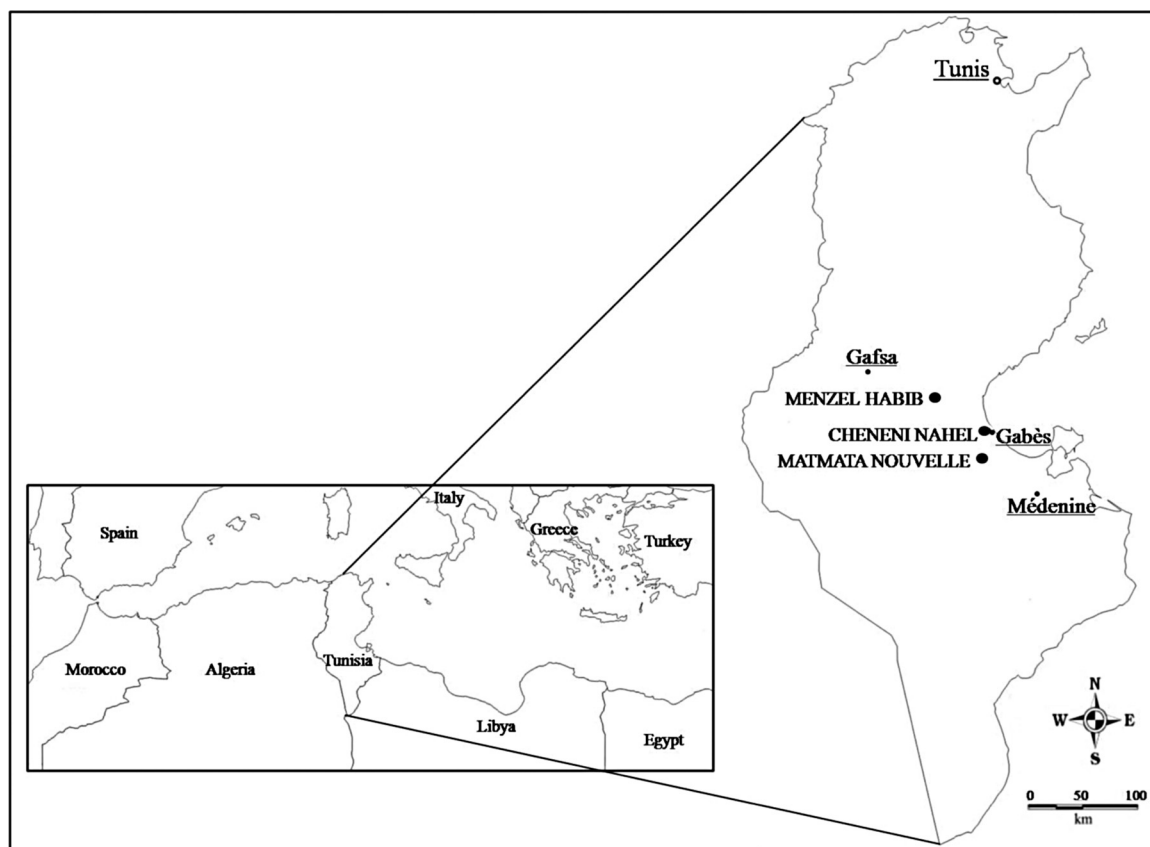 Tunis
Gafsa
MENZEL HABIB
CHENENI NAHEL
Gabès
MATMATA NOUVELLE
Médenine
Italy
Spain
Greece
Turkey
Morocco
Algeria
Tunisia
Libya
Egypt
N
W
E
S
0 50 100
km